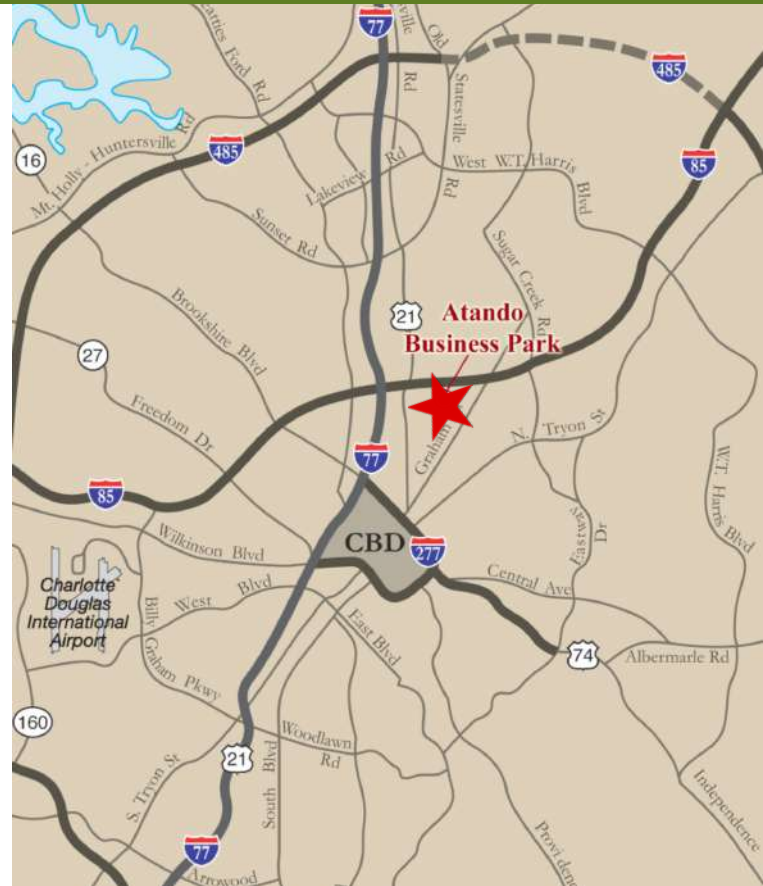 77
Beatties Ford Rd
Statesville Rd
Old Statesville Rd
485
485
85
16
Mt. Holly - Huntersville Rd
Lakeview Rd
West W.T. Harris Blvd
Sunset Rd
Sugar Creek Rd
Brookshire Blvd
21
Atando
Business Park
27
Freedom Dr
Graham
N. Tryon St
77
85
W.T. Harris Blvd
Eastway Dr
Wilkinson Blvd
CBD
277
Charlotte
Douglas
International
Airport
West Blvd
Central Ave
Billy Graham Pkwy
East Blvd
74
Albermarle Rd
160
Woodlawn
Rd
21
S. Tryon St
South Blvd
Independence
Providenc
77
Arrowood